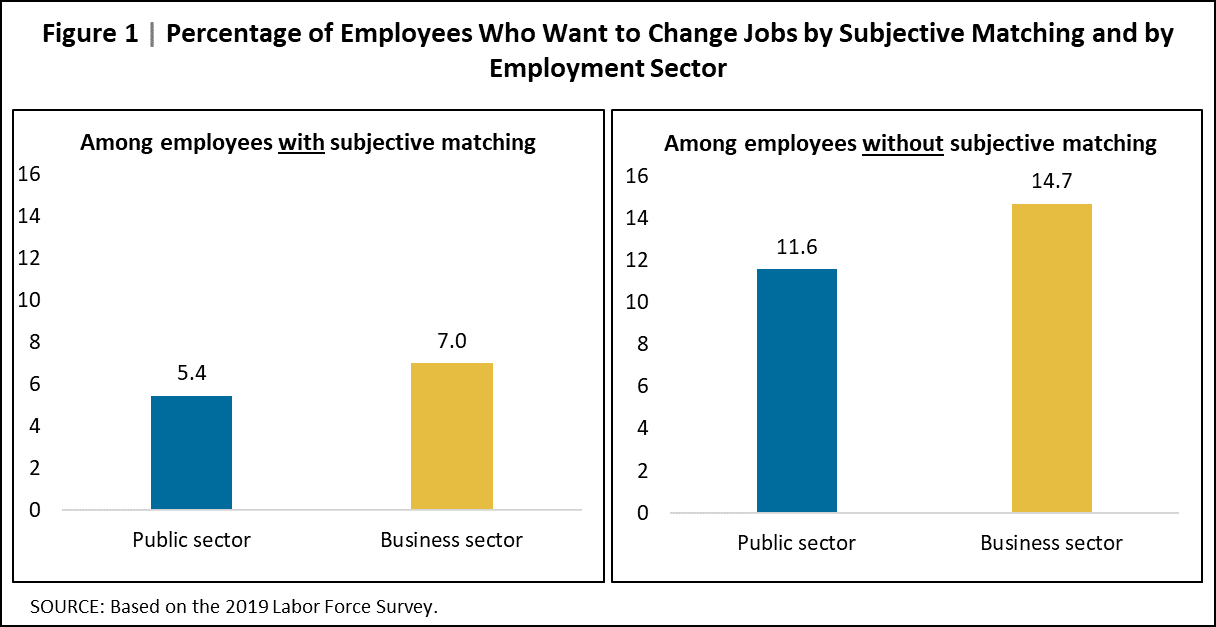 Figure 1 | Percentage of Employees Who Want to Change Jobs by Subjective Matching and by
Employment Sector
Among employees with subjective matching
16
14
12
10
8
6
4
2
0
5.4
7.0
Public sector
Business sector
Among employees without subjective matching
16
14
12
10
8
6
4
2
0
11.6
14.7
Public sector
Business sector
SOURCE: Based on the 2019 Labor Force Survey.